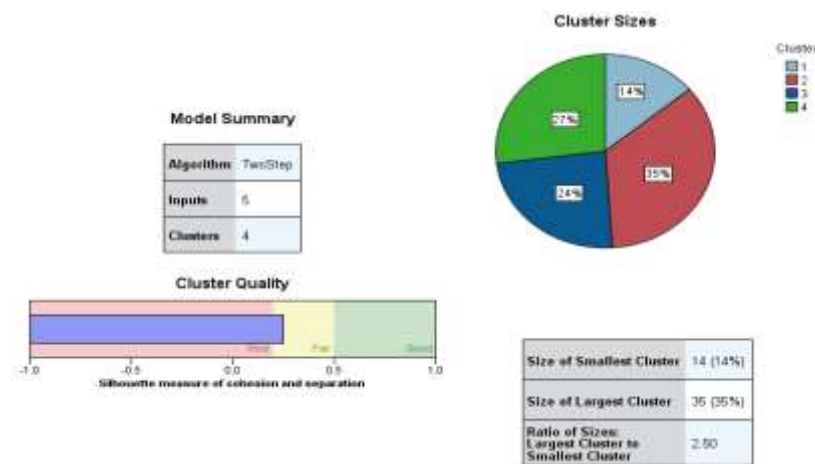 Cluster Sizes
Cluster
1
2
3
4
14%
27%
35%
24%
Model Summary
Algorithm TwoStep
Inputs 5
Clusters 4
Cluster Quality
Poor Fair Good
-1.0 -0.5 0.0 0.5 1.0
Silhouette measure of cohesion and separation
Size of Smallest Cluster 14 (14%)
Size of Largest Cluster 35 (35%)
Ratio of Sizes:
Largest Cluster to
Smallest Cluster 2.50